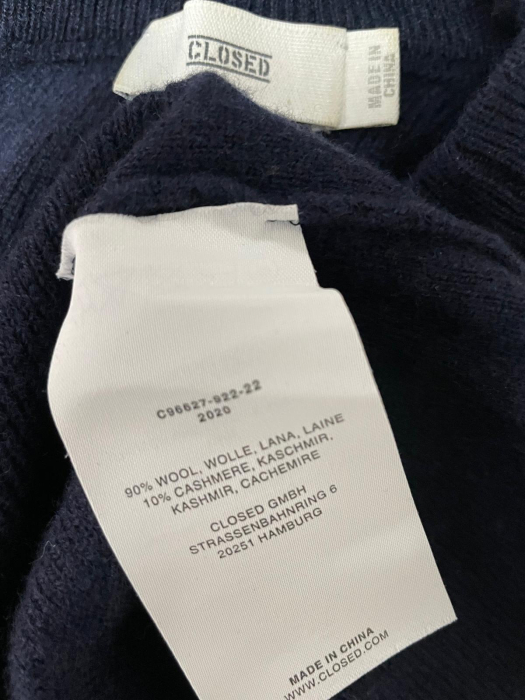 CLOSED
MADE IN
CHINA
C96627-922-22
2020
90% WOOL, WOLLE, LANA, LAINE
10% CASHMERE, KASCHMIR,
KASHMIR, CACHEMIRE
CLOSED GMBH
STRASSENBAHNRING 6
20251 HAMBURG
MADE IN CHINA
WWW.CLOSED.COM